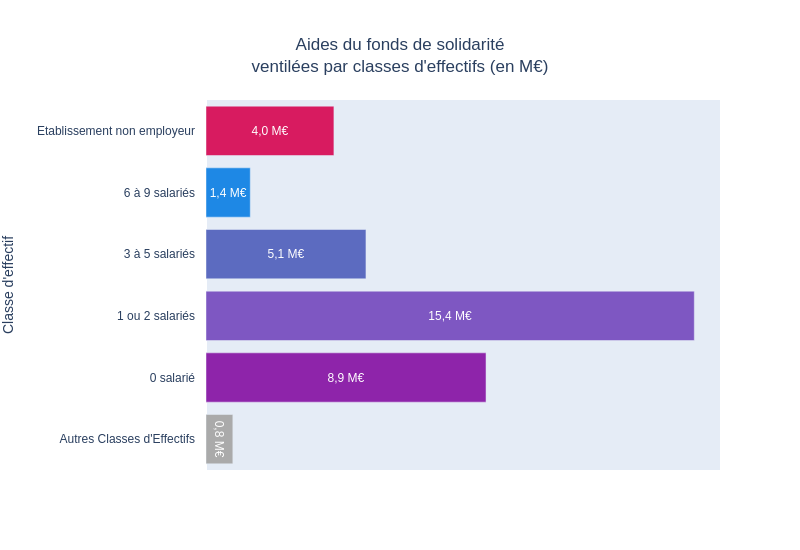 Aides du fonds de solidarité
ventilées par classes d'effectifs (en M€)
Classe d'effectif
Etablissement non employeur
4,0 M€
6 à 9 salariés
1,4 M€
3 à 5 salariés
5,1 M€
1 ou 2 salariés
15,4 M€
0 salarié
8,9 M€
Autres Classes d'Effectifs
0,8 M€